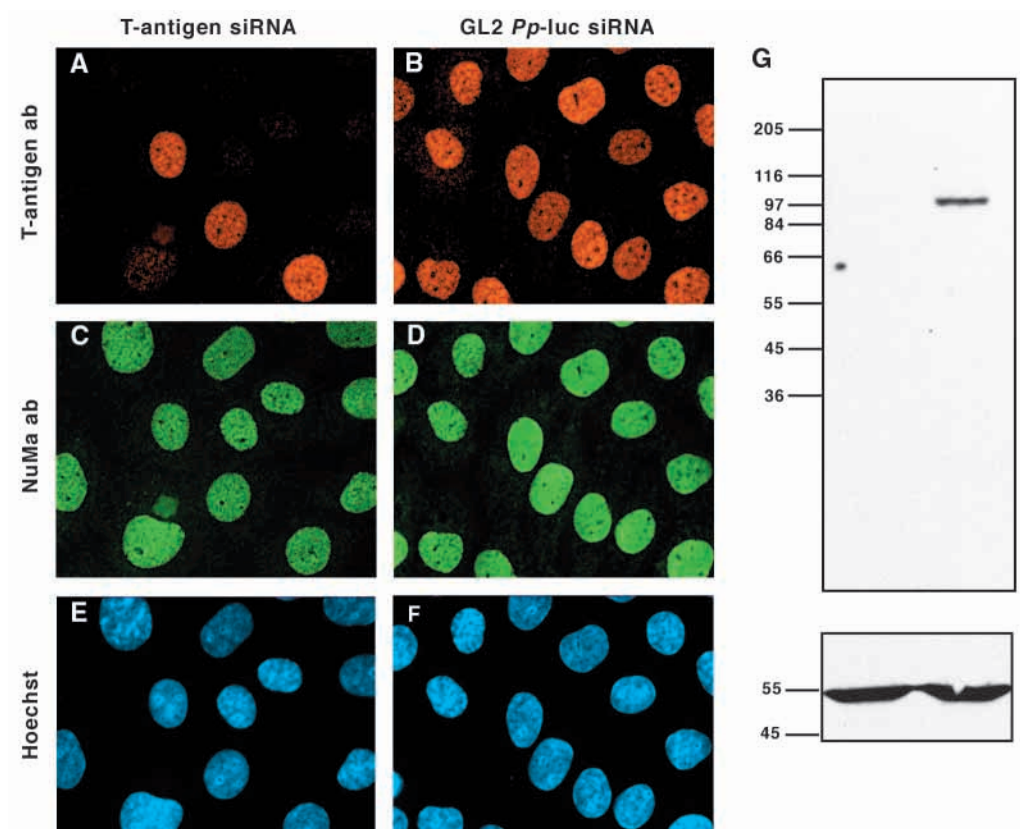 T-antigen siRNA
GL2 Pp-luc siRNA
T-antigen ab
A
B
G
205
116
97
84
66
55
45
36
NuMa ab
C
D
Hoechst
E
F
55
45